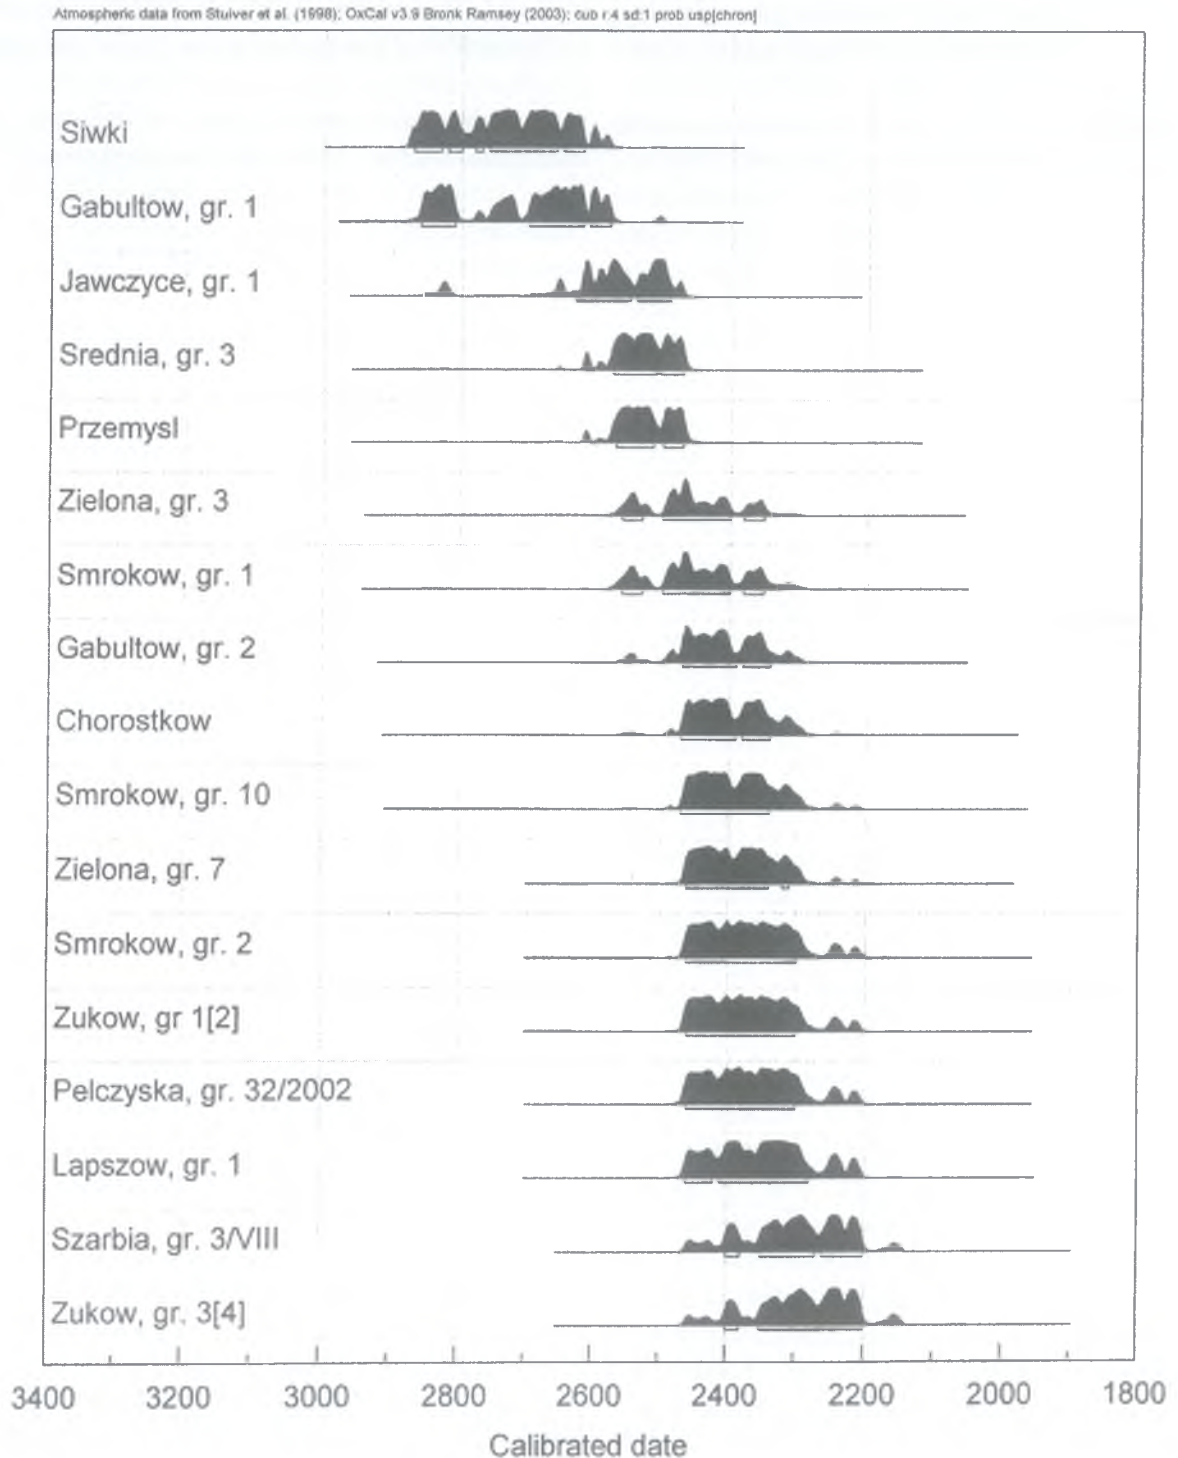 Atmospheric data from Stuiver et al. (1998); OxCal v3.9 Bronk Ramsey (2003); cub r:4 sd:1 prob usp[chron]
Siwki
Gabultow, gr. 1
Jawczyce, gr. 1
Srednia, gr. 3
Przemysl
Zielona, gr. 3
Smrokow, gr. 1
Gabultow, gr. 2
Chorostkow
Smrokow, gr. 10
Zielona, gr. 7
Smrokow, gr. 2
Zukow, gr 1[2]
Pelczyska, gr. 32/2002
Lapszow, gr. 1
Szarbia, gr. 3/VIII
Zukow, gr. 3[4]
3400 3200 3000 2800 2600 2400 2200 2000 1800
Calibrated date